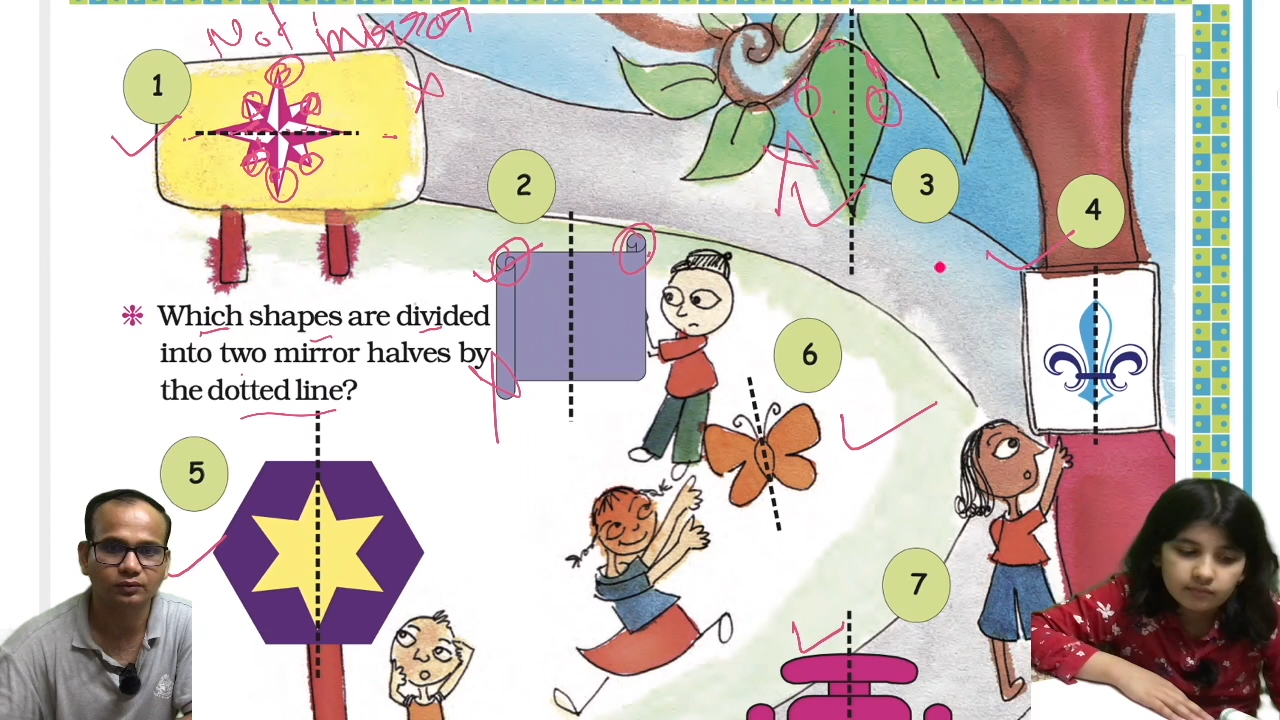 Not mirror
1
2
3
4
❉ Which shapes are divided
into two mirror halves by
the dotted line?
6
5
7